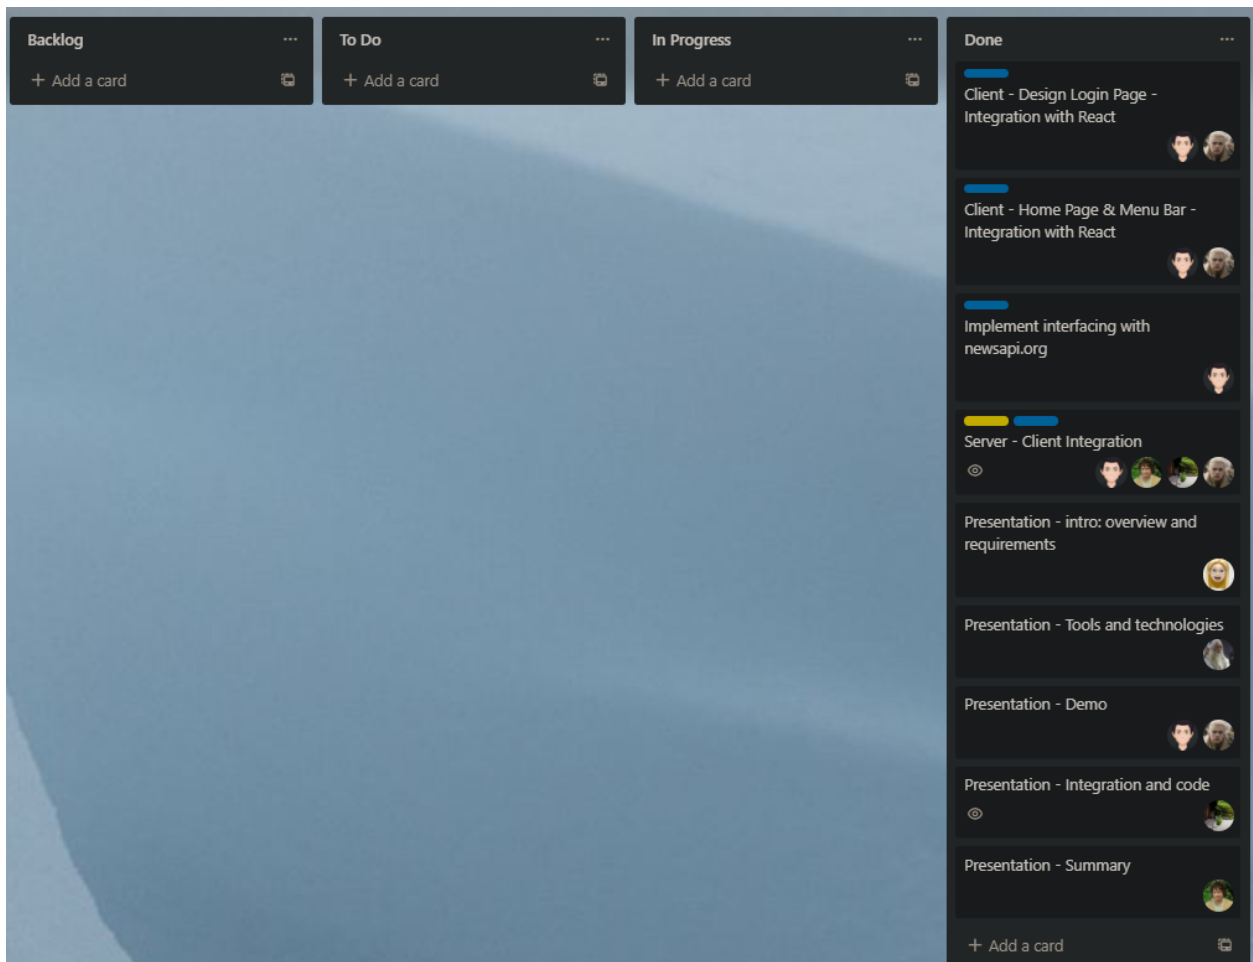 Backlog
+ Add a card
To Do
+ Add a card
In Progress
+ Add a card
Done
Client - Design Login Page -
Integration with React
Client - Home Page & Menu Bar -
Integration with React
Implement interfacing with
newsapi.org
Server - Client Integration
Presentation - intro: overview and
requirements
Presentation - Tools and technologies
Presentation - Demo
Presentation - Integration and code
Presentation - Summary
+ Add a card